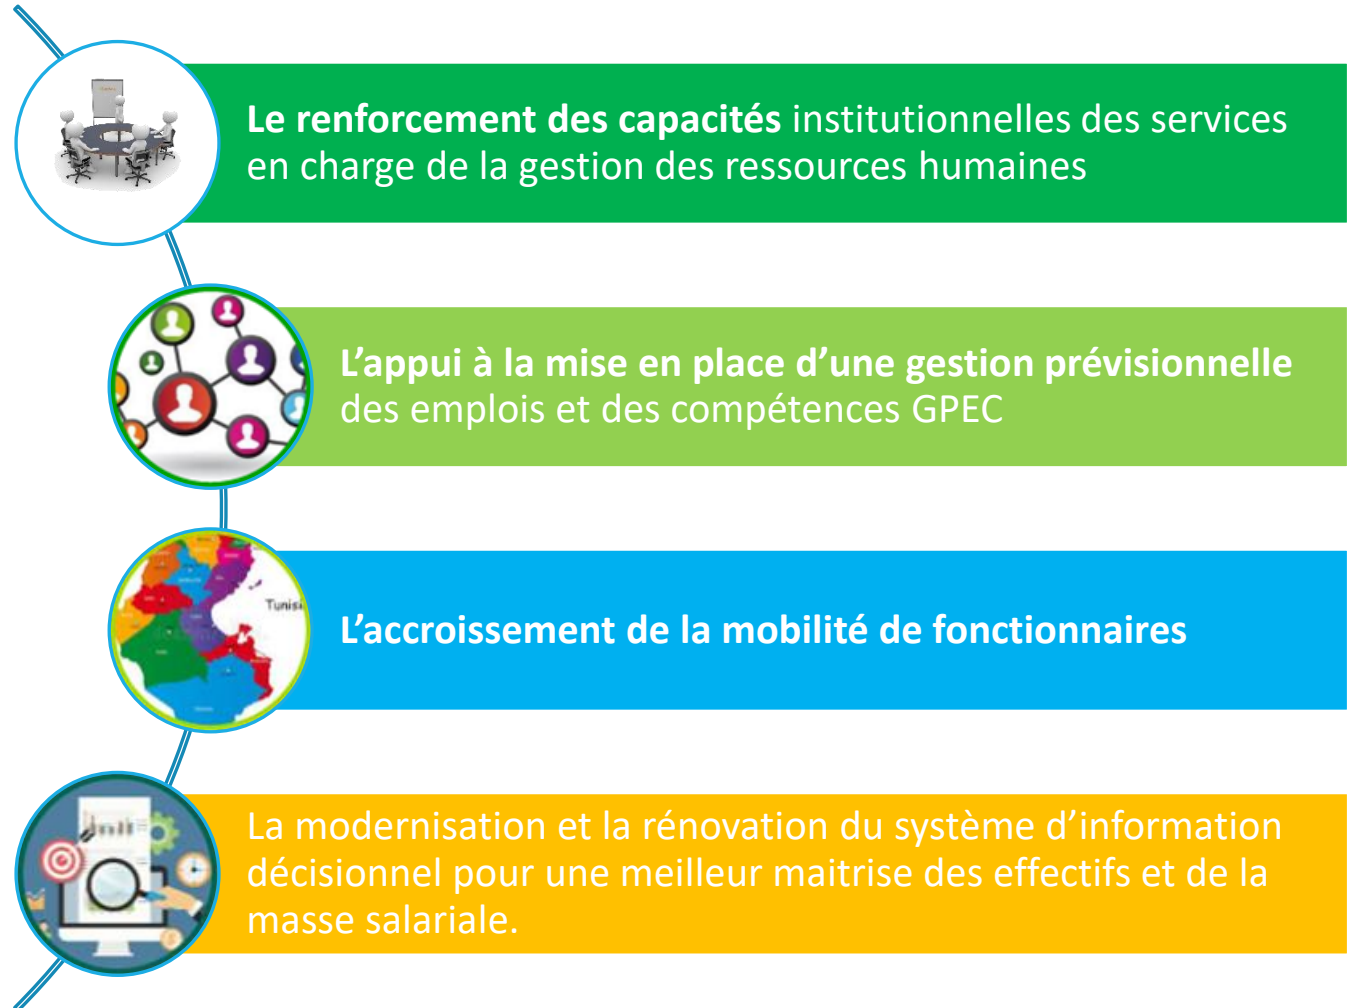 Le renforcement des capacités institutionnelles des services
en charge de la gestion des ressources humaines
L’appui à la mise en place d’une gestion prévisionnelle
des emplois et des compétences GPEC
Tunisi
L’accroissement de la mobilité de fonctionnaires
La modernisation et la rénovation du système d’information
décisionnel pour une meilleur maitrise des effectifs et de la
masse salariale.